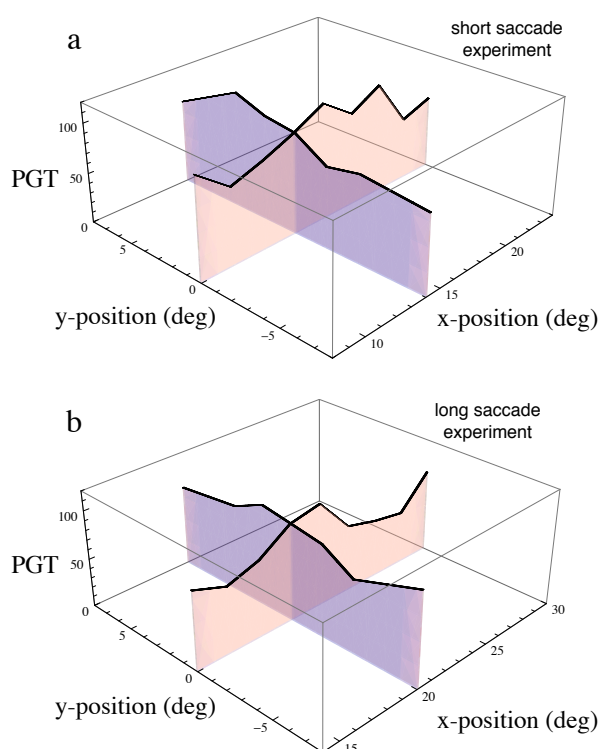 a
short saccade
experiment
100
PGT
50
0
5
0
-5
20
15
10
y-position (deg)
x-position (deg)
b
long saccade
experiment
100
PGT
50
0
5
0
-5
30
25
20
15
y-position (deg)
x-position (deg)